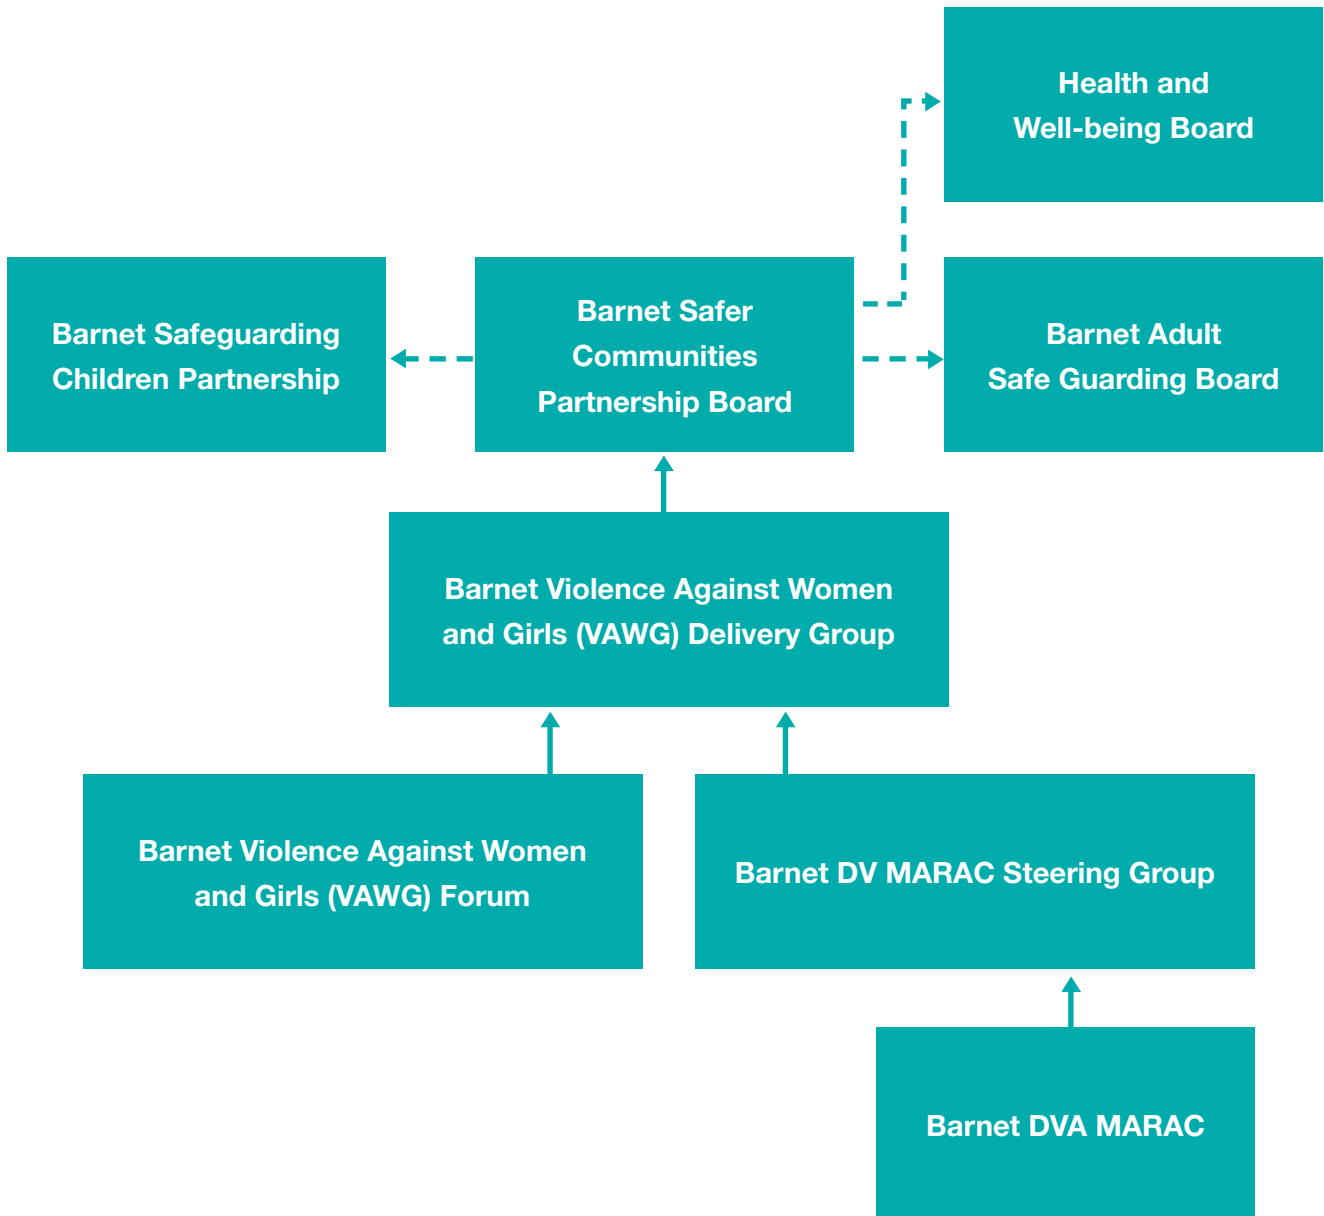 Health and
Well-being Board
Barnet Safeguarding
Children Partnership
Barnet Safer
Communities
Partnership Board
Barnet Adult
Safe Guarding Board
Barnet Violence Against Women
and Girls (VAWG) Delivery Group
Barnet Violence Against Women
and Girls (VAWG) Forum
Barnet DV MARAC Steering Group
Barnet DVA MARAC